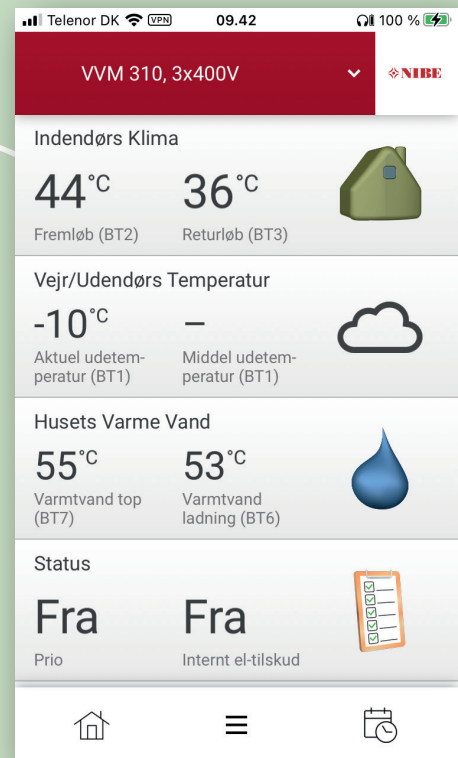 Telenor DK VPN 09.42 100 %
VVM 310, 3x400V NIBE
Indendørs Klima
44°C 36°C
Fremløb (BT2) Returløb (BT3)
Vejr/Udendørs Temperatur
-10°C –
Aktuel udetem- Middel udetem-
peratur (BT1) peratur (BT1)
Husets Varme Vand
55°C 53°C
Varmtvand top Varmtvand
(BT7) ladning (BT6)
Status
Fra Fra
Prio Internt el-tilskud